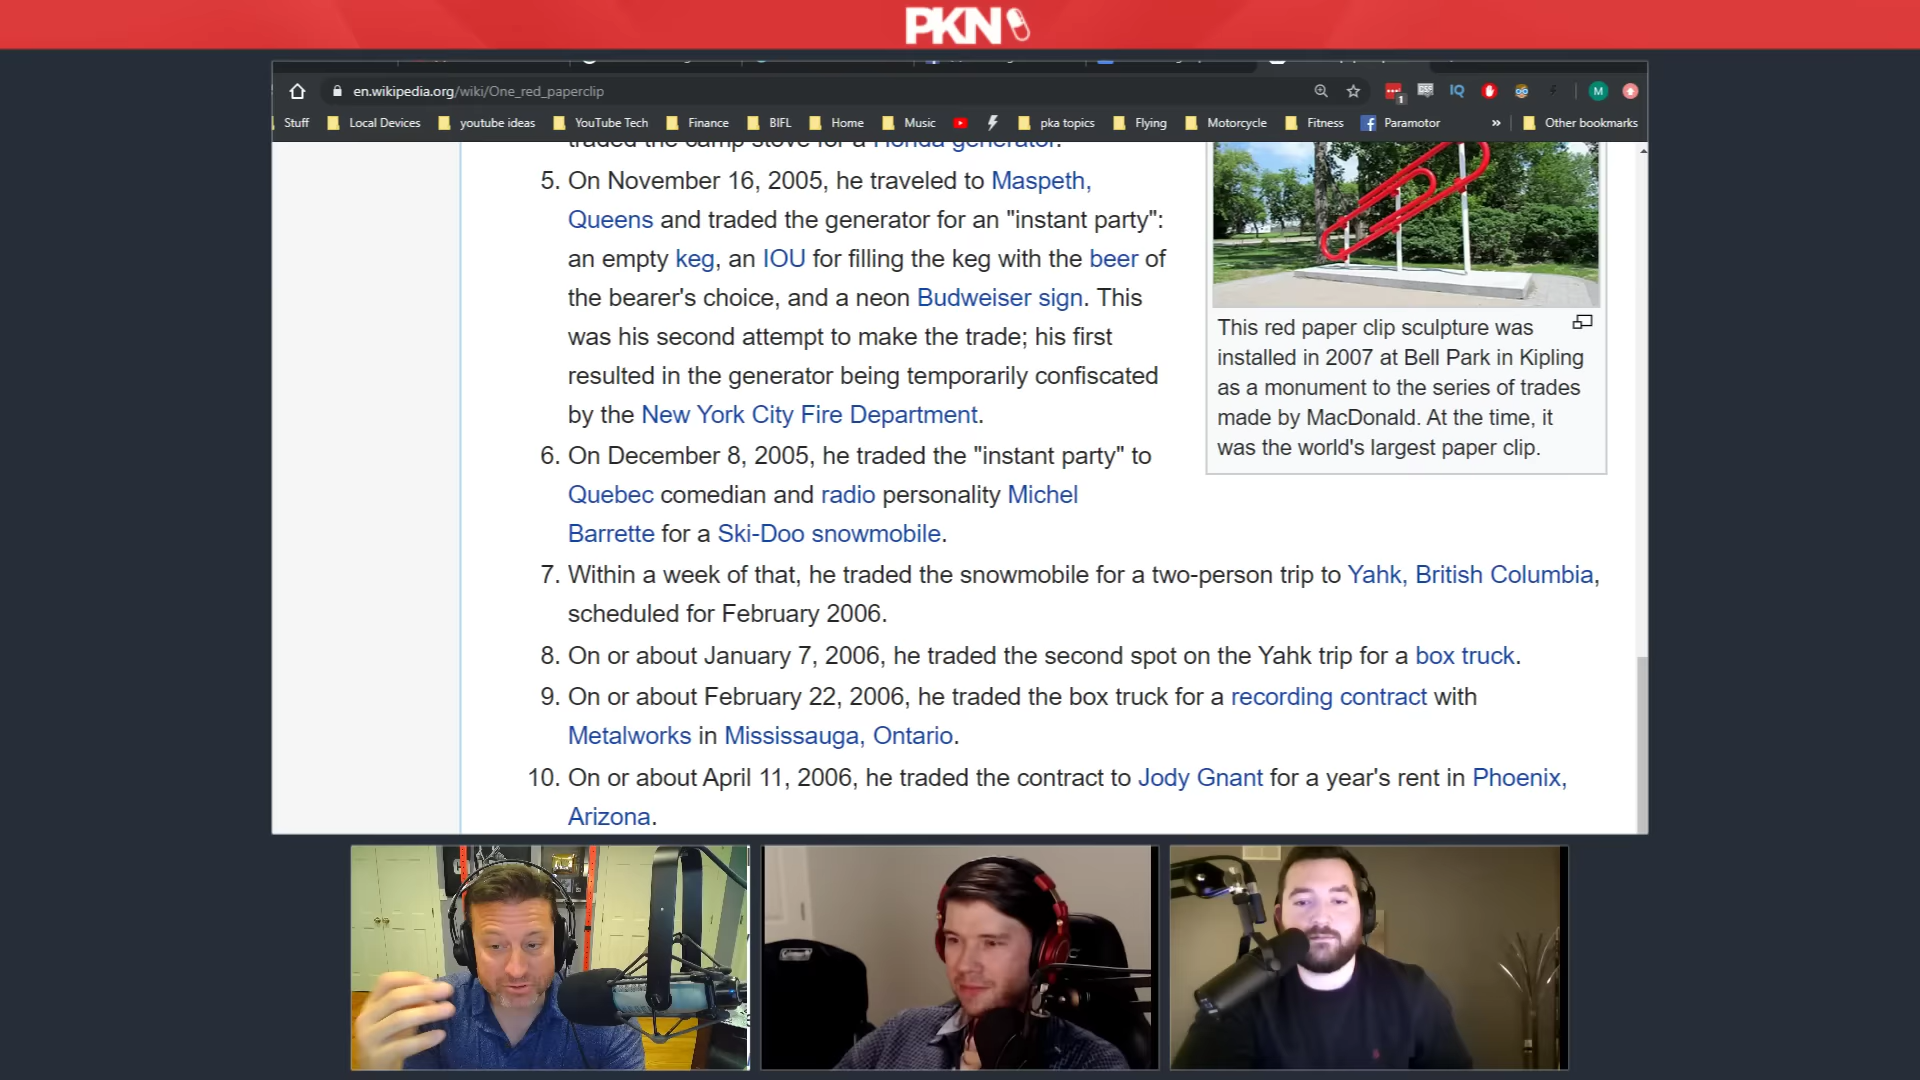 PKN
en.wikipedia.org/wiki/One_red_paperclip
1
CSP
IQ
M
Stuff
Local Devices
youtube ideas
YouTube Tech
Finance
BIFL
Home
Music
pka topics
Flying
Motorcycle
Fitness
Paramotor
»
Other bookmarks
traded the camp stove for a Honda generator.
5. On November 16, 2005, he traveled to Maspeth,
Queens and traded the generator for an "instant party":
an empty keg, an IOU for filling the keg with the beer of
the bearer's choice, and a neon Budweiser sign. This
was his second attempt to make the trade; his first
resulted in the generator being temporarily confiscated
by the New York City Fire Department.
6. On December 8, 2005, he traded the "instant party" to
Quebec comedian and radio personality Michel
Barrette for a Ski-Doo snowmobile.
7. Within a week of that, he traded the snowmobile for a two-person trip to Yahk, British Columbia,
scheduled for February 2006.
8. On or about January 7, 2006, he traded the second spot on the Yahk trip for a box truck.
9. On or about February 22, 2006, he traded the box truck for a recording contract with
Metalworks in Mississauga, Ontario.
10. On or about April 11, 2006, he traded the contract to Jody Gnant for a year's rent in Phoenix,
Arizona.
This red paper clip sculpture was
installed in 2007 at Bell Park in Kipling
as a monument to the series of trades
made by MacDonald. At the time, it
was the world's largest paper clip.